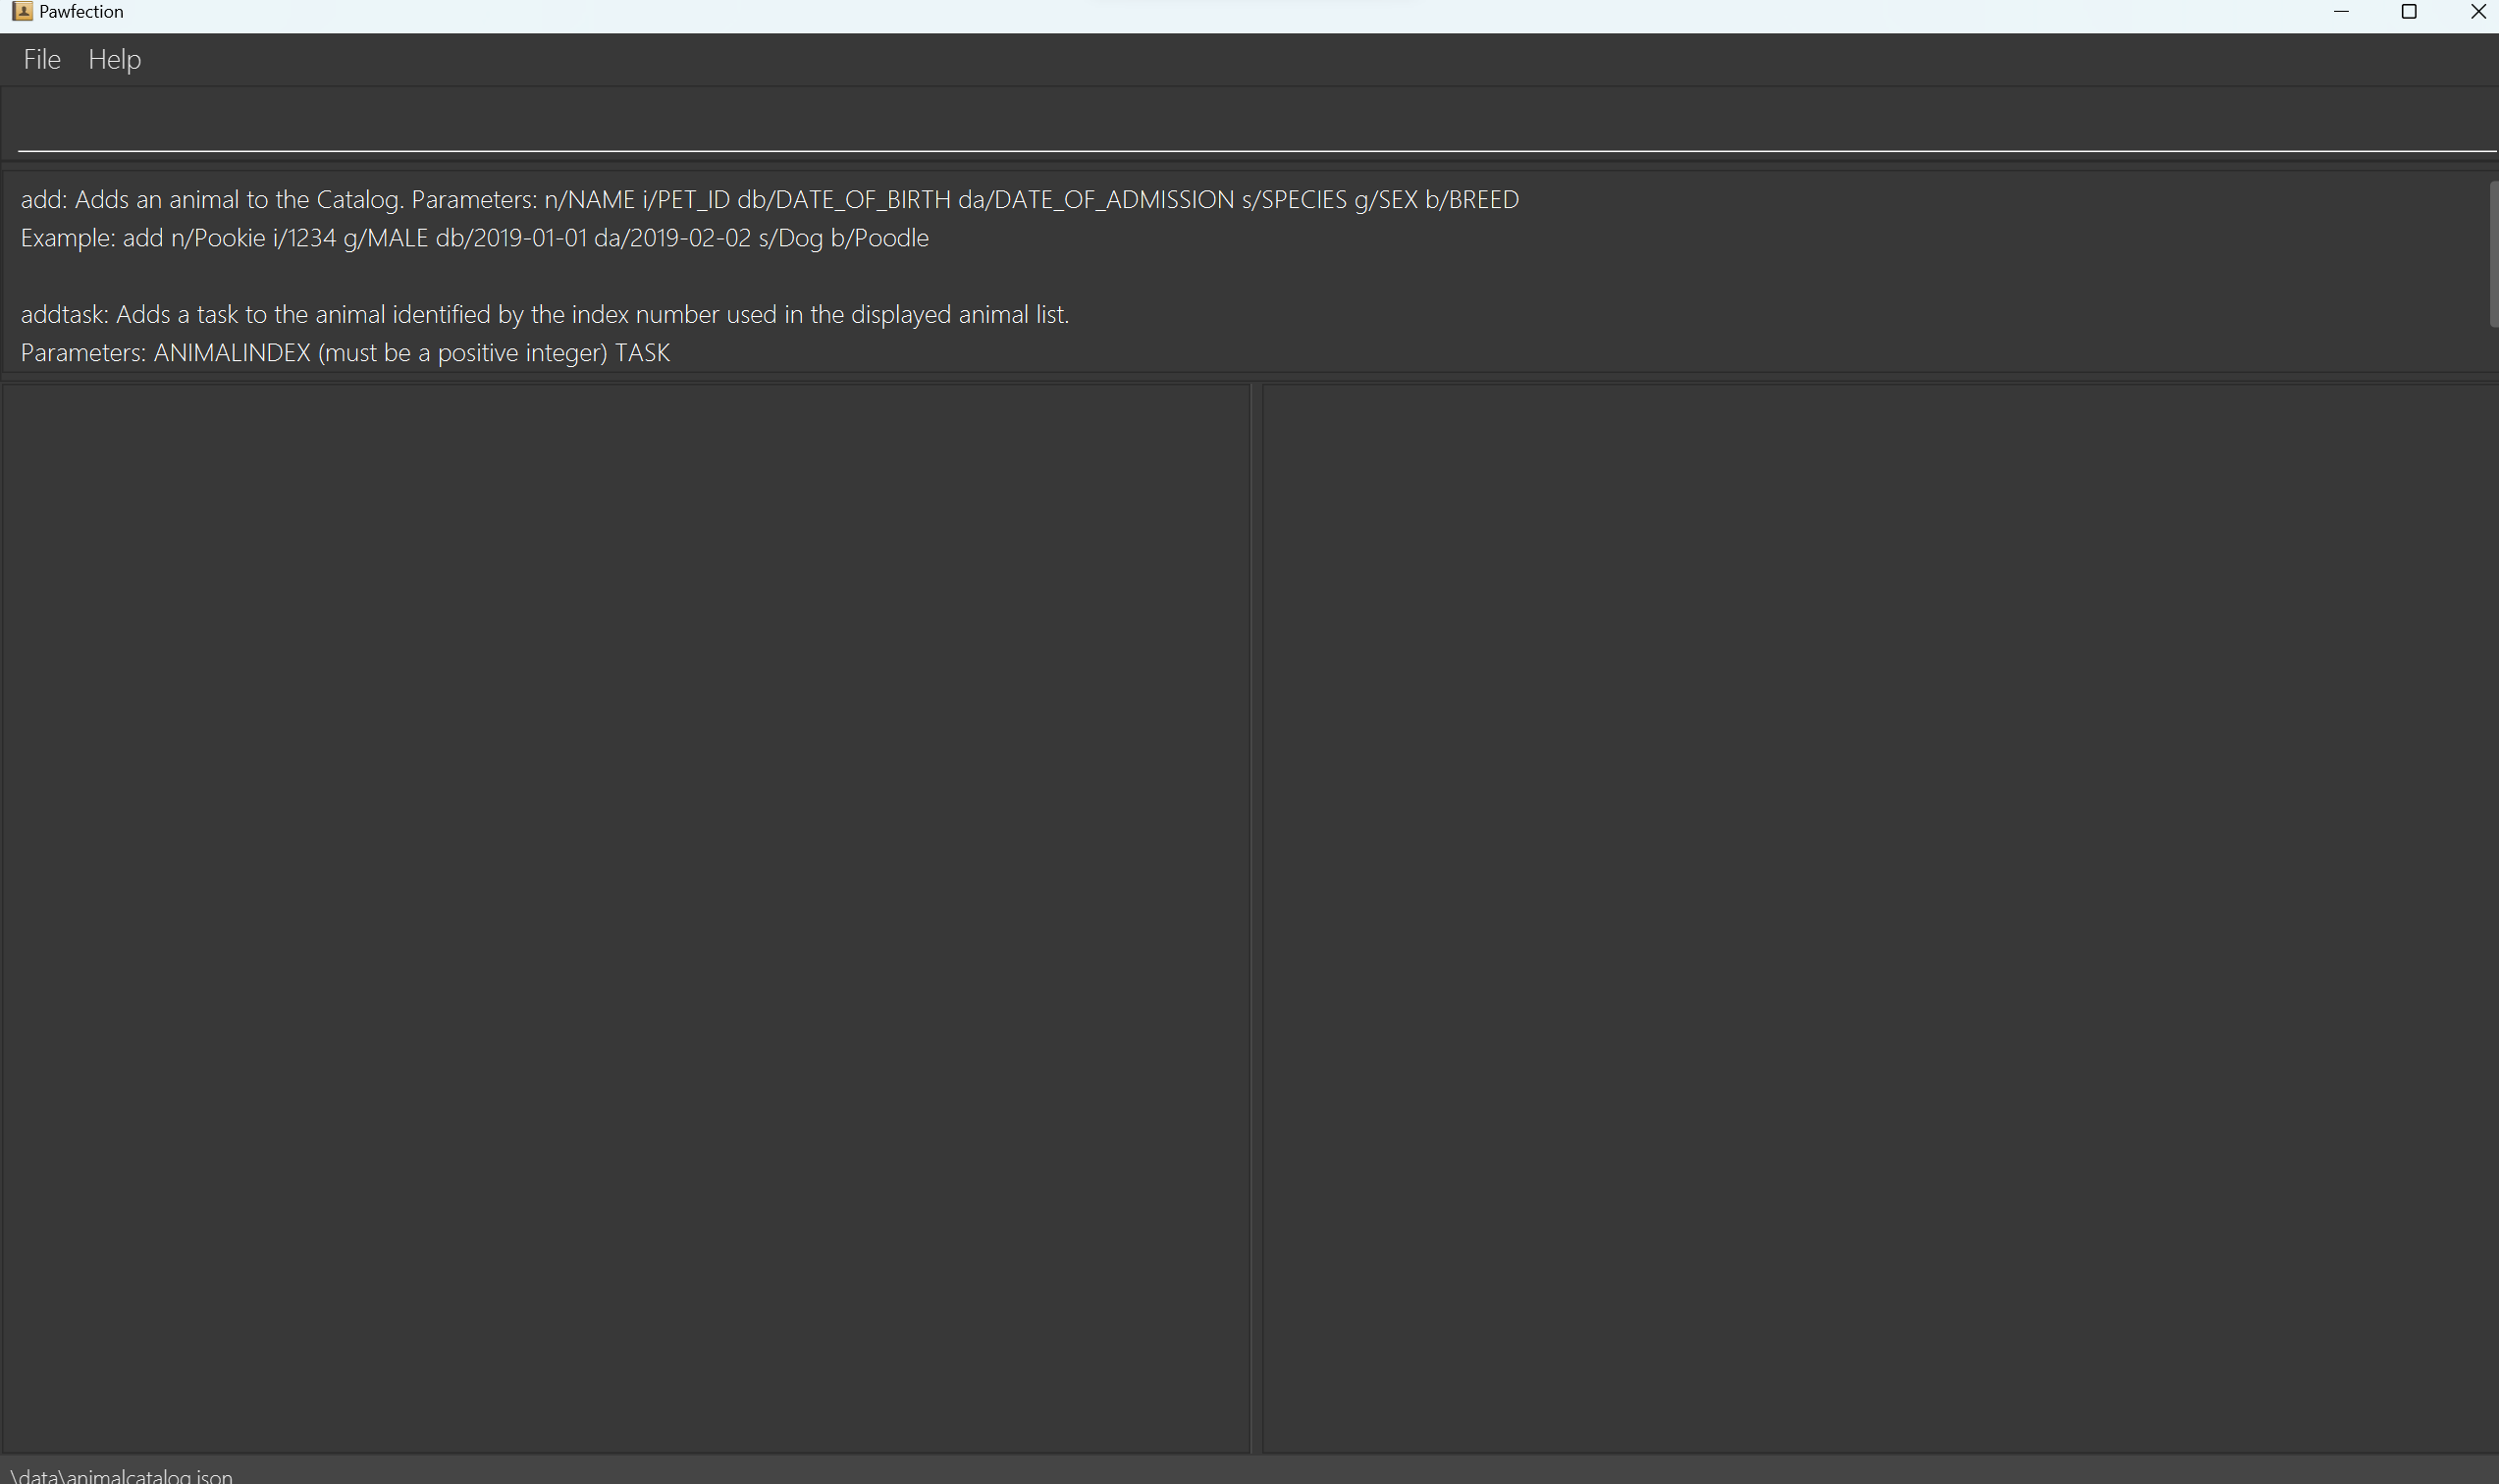 Pawfection
File Help
add: Adds an animal to the Catalog. Parameters: n/NAME i/PET_ID db/DATE_OF_BIRTH da/DATE_OF_ADMISSION s/SPECIES g/SEX b/BREED
Example: add n/Pookie i/1234 g/MALE db/2019-01-01 da/2019-02-02 s/Dog b/Poodle
addtask: Adds a task to the animal identified by the index number used in the displayed animal list.
Parameters: ANIMALINDEX (must be a positive integer) TASK
\data\animalcatalog.json